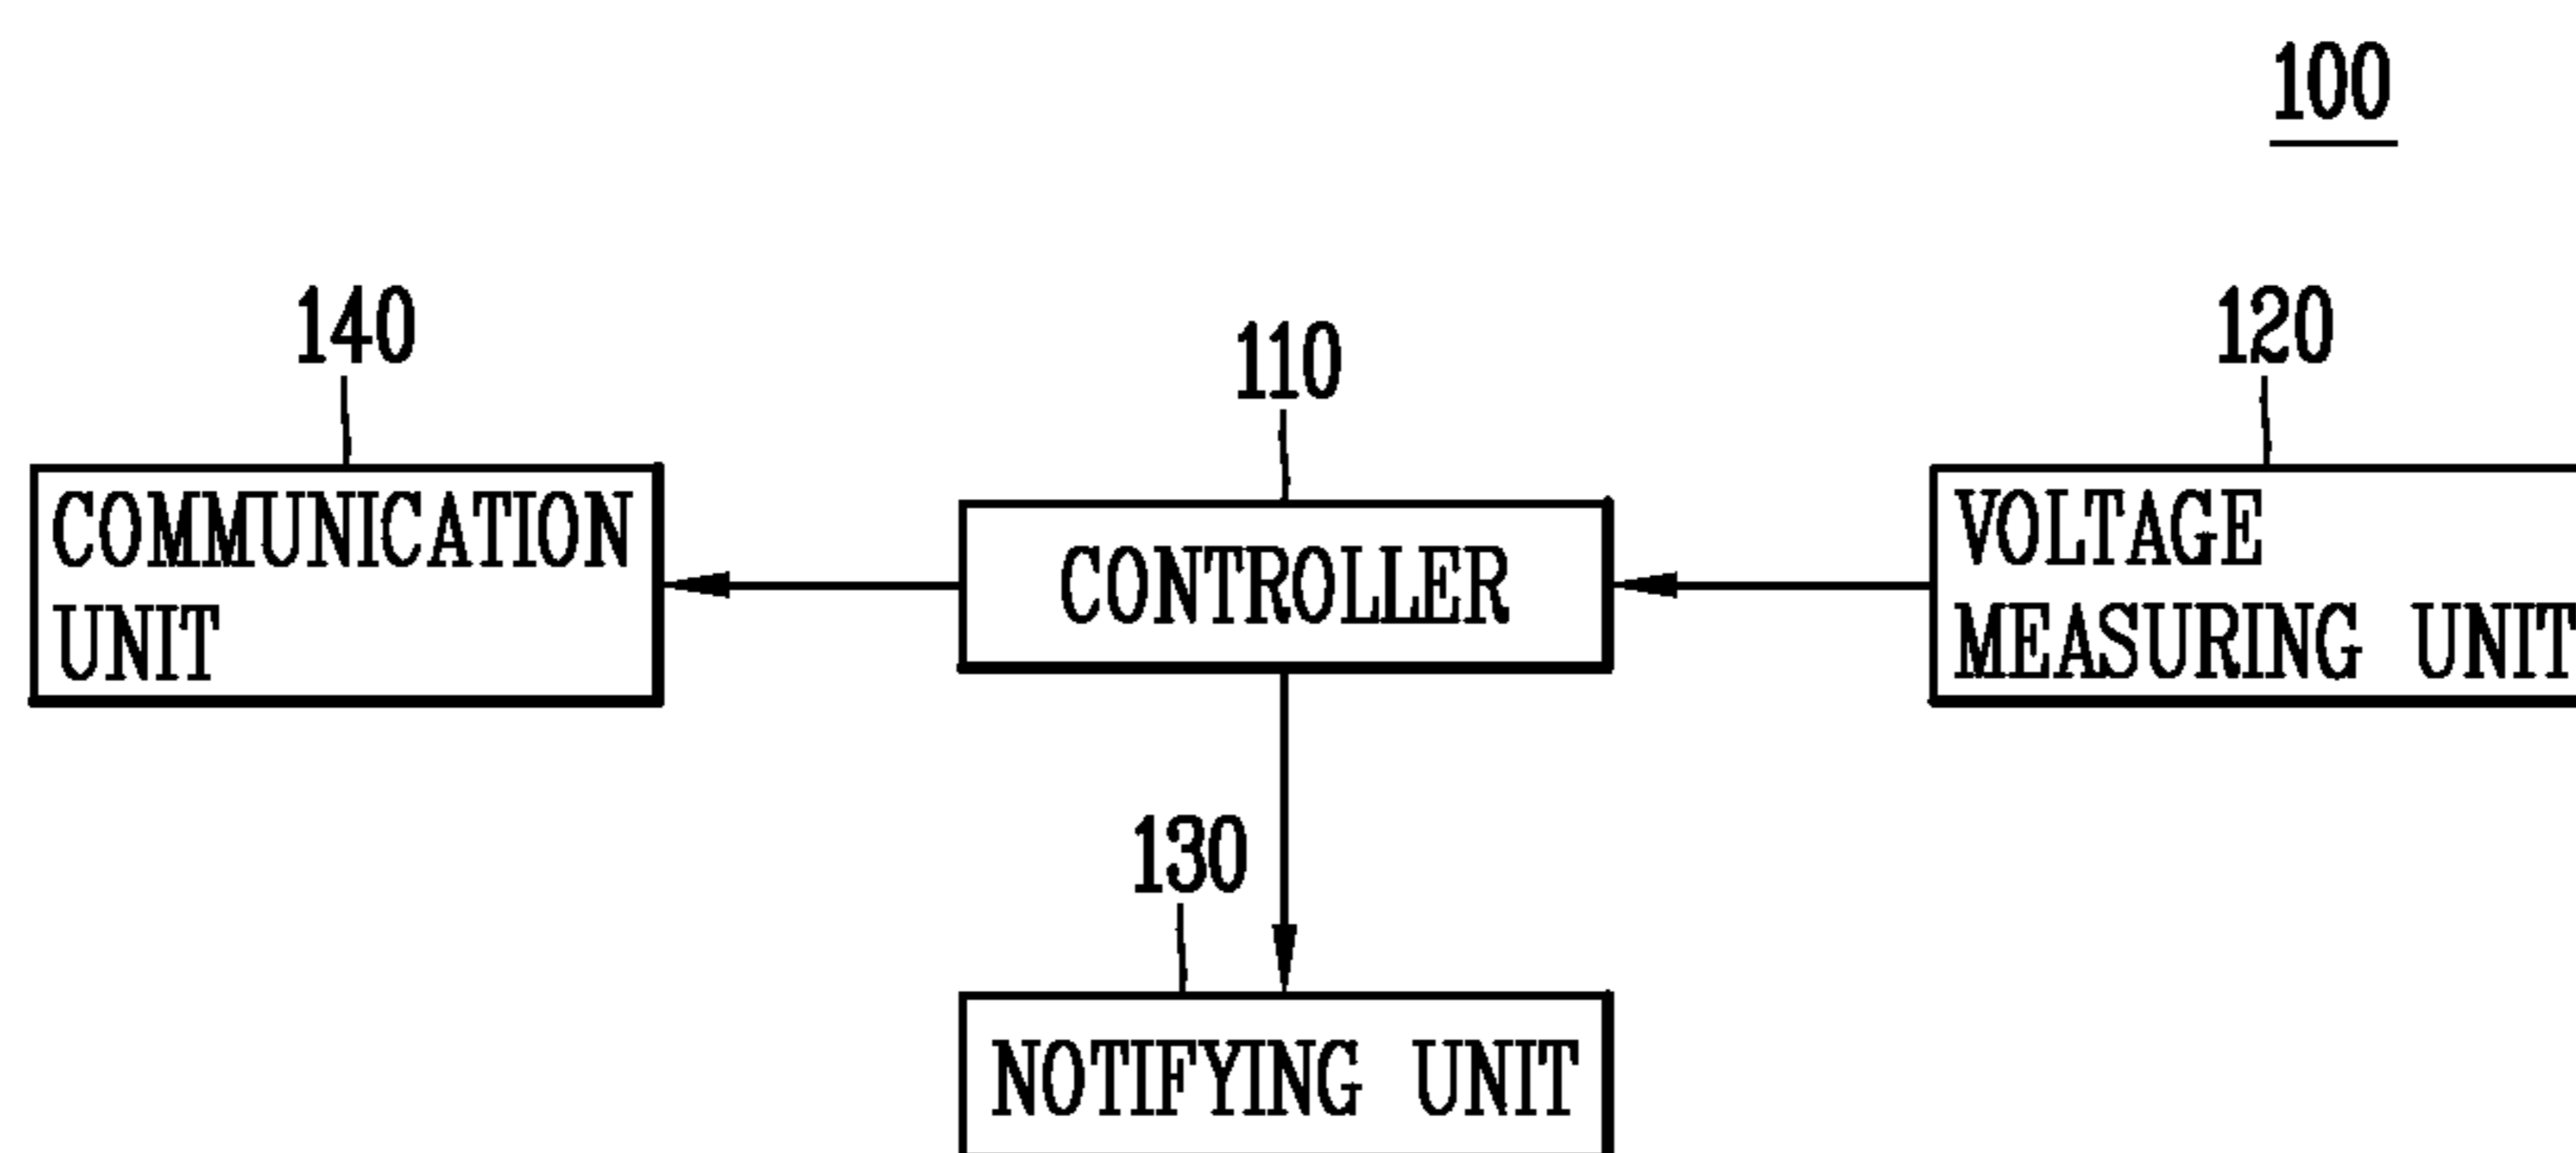 100
140
110
120
COMMUNICATION
UNIT
CONTROLLER
VOLTAGE
MEASURING UNIT
130
NOTIFYING UNIT